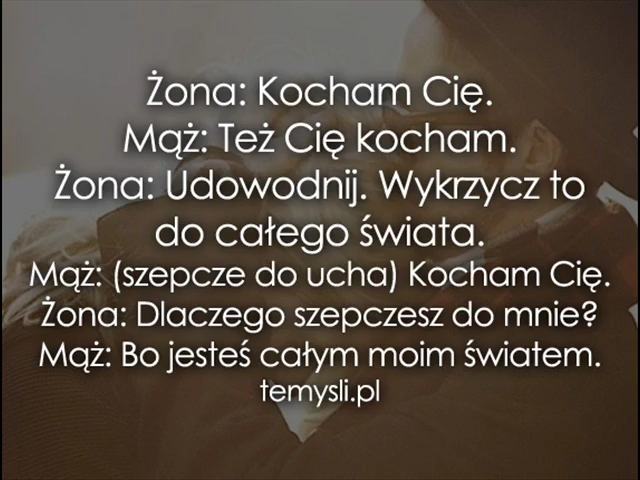 Żona: Kocham Cię.
Mąż: Też Cię kocham.
Żona: Udowodnij. Wykrzycz to
do całego świata.
Mąż: (szepcze do ucha) Kocham Cię.
Żona: Dlaczego szepczesz do mnie?
Mąż: Bo jesteś całym moim światem.
temysli.pl